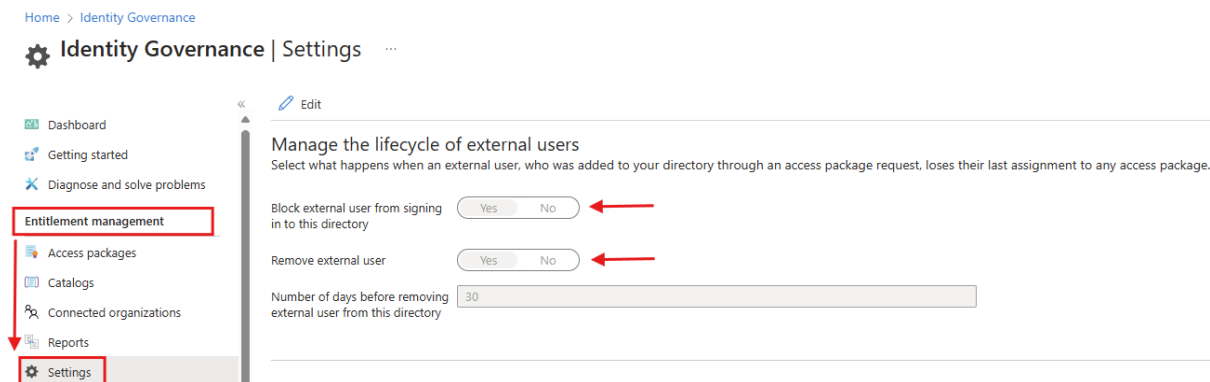 Home > Identity Governance
Identity Governance | Settings ...
«
Dashboard
Getting started
Diagnose and solve problems
Entitlement management
Access packages
Catalogs
Connected organizations
Reports
Settings
Edit
Manage the lifecycle of external users
Select what happens when an external user, who was added to your directory through an access package request, loses their last assignment to any access package.
Block external user from signing
in to this directory
Yes No
Remove external user
Yes No
Number of days before removing
external user from this directory
30